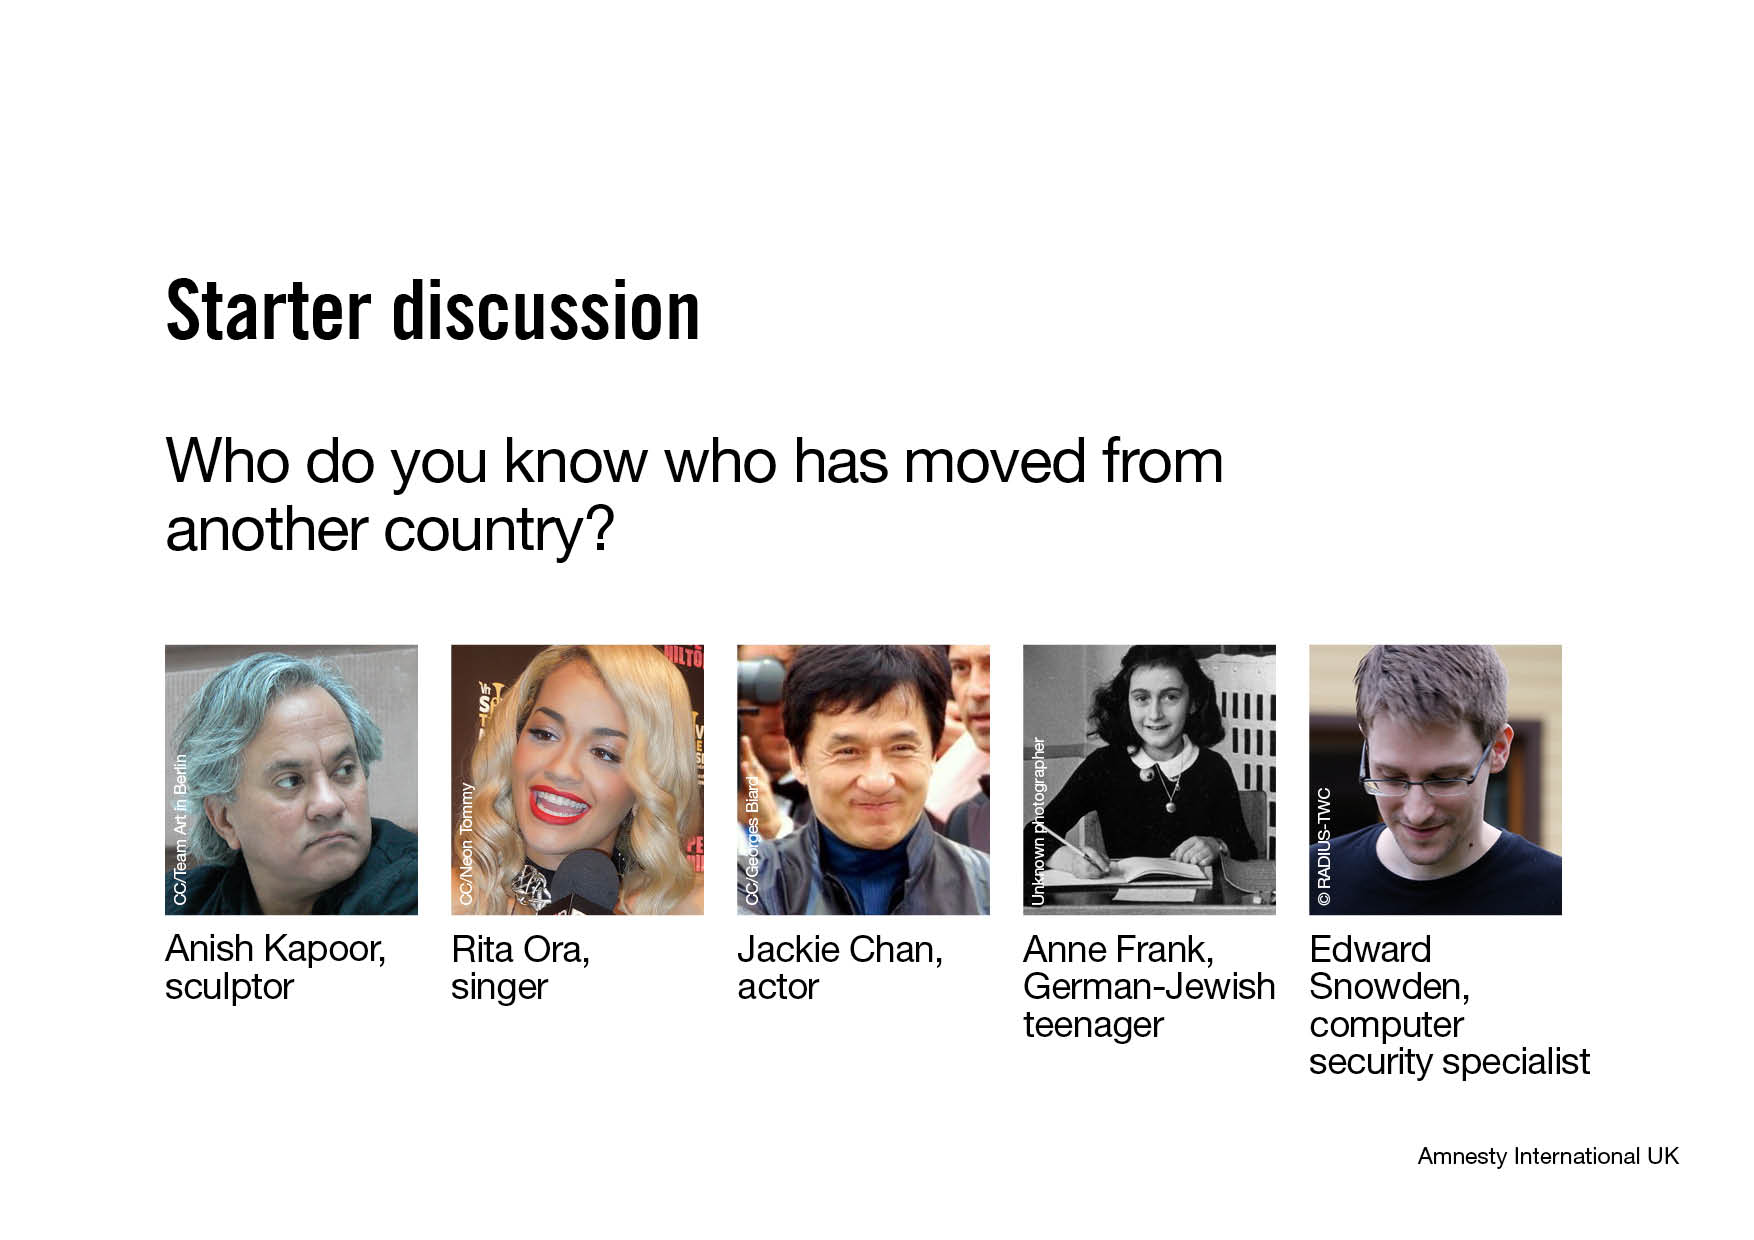 Starter discussion
Who do you know who has moved from
another country?
CC/Team Art in Berlin
CC/Neon Tommy
CC/Georges Biard
Unknown photographer
© RADIUS-TWC
Anish Kapoor,
sculptor
Rita Ora,
singer
Jackie Chan,
actor
Anne Frank,
German-Jewish
teenager
Edward
Snowden,
computer
security specialist
Amnesty International UK